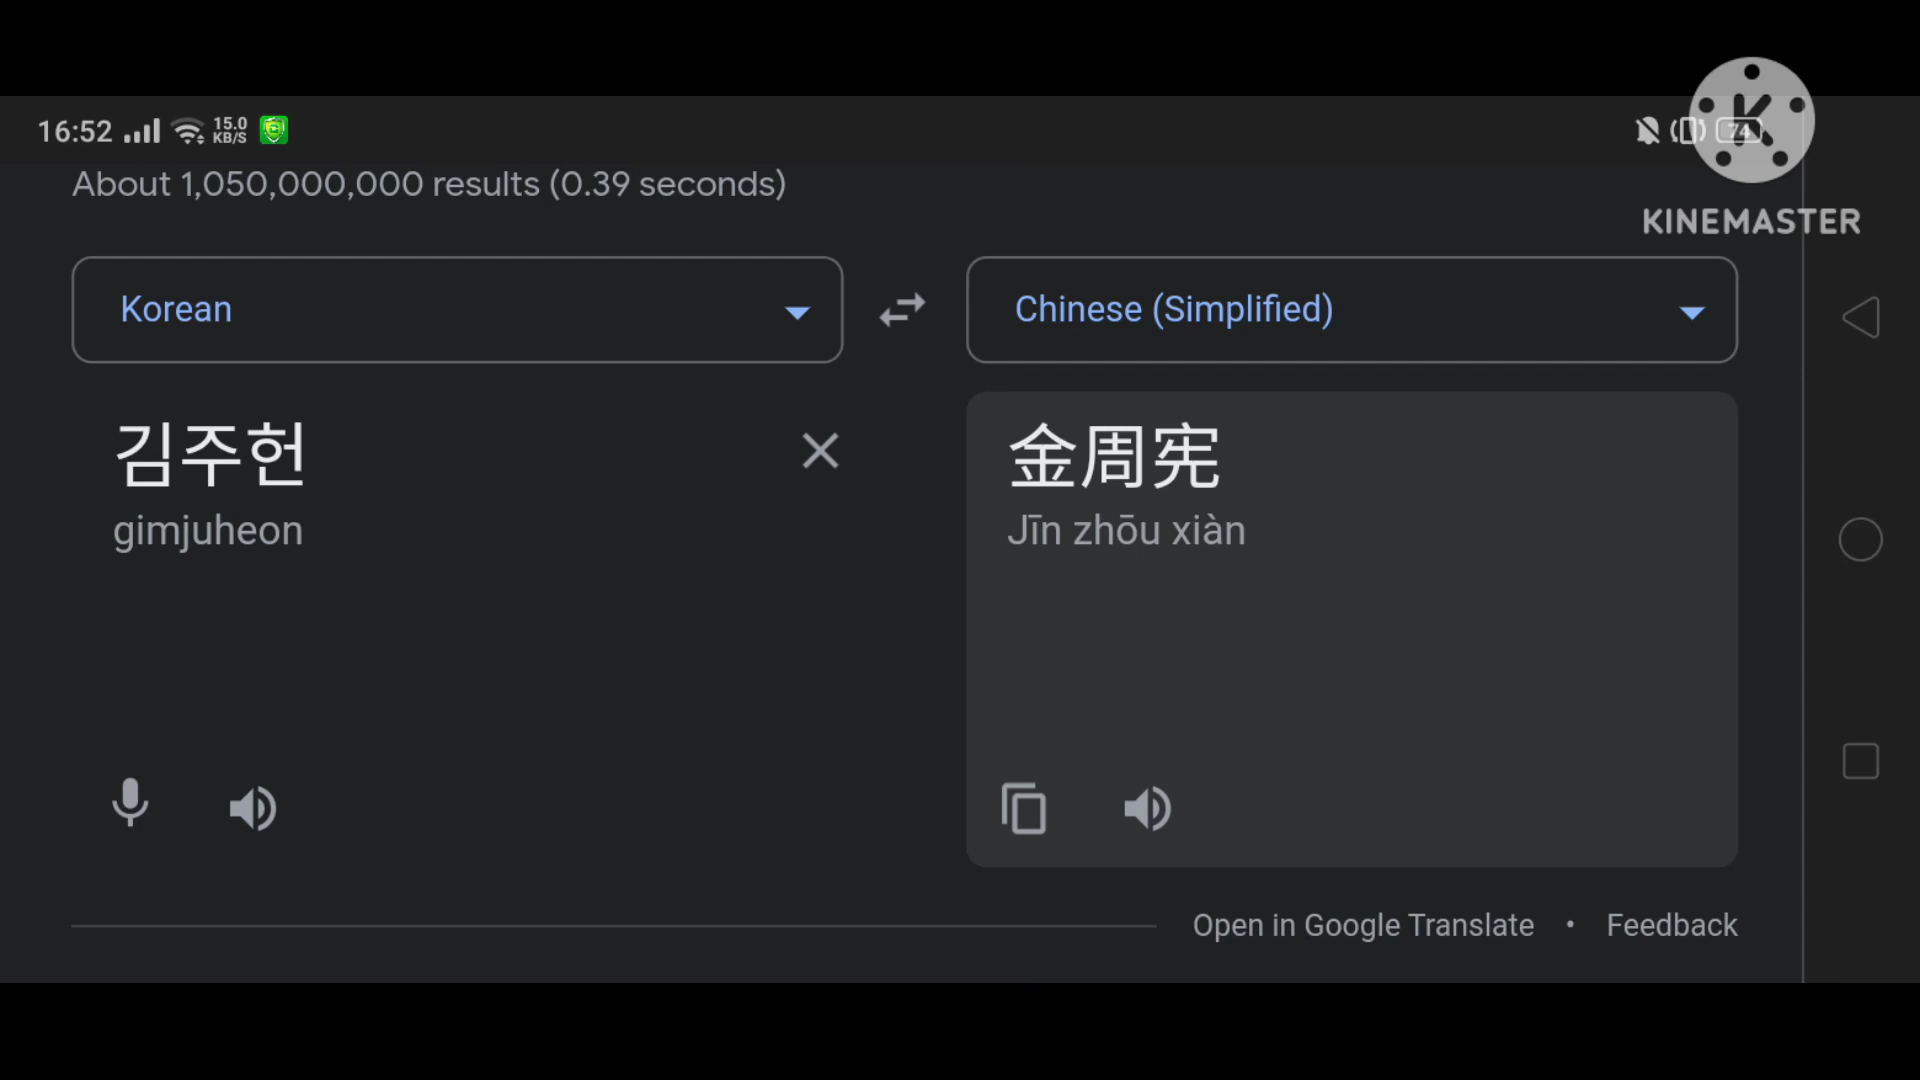 16:52 15.0 KB/S 74
K
KINEMASTER
About 1,050,000,000 results (0.39 seconds)
Korean
Chinese (Simplified)
김주헌
gimjuheon
金周宪
Jīn zhōu xiàn
Open in Google Translate • Feedback